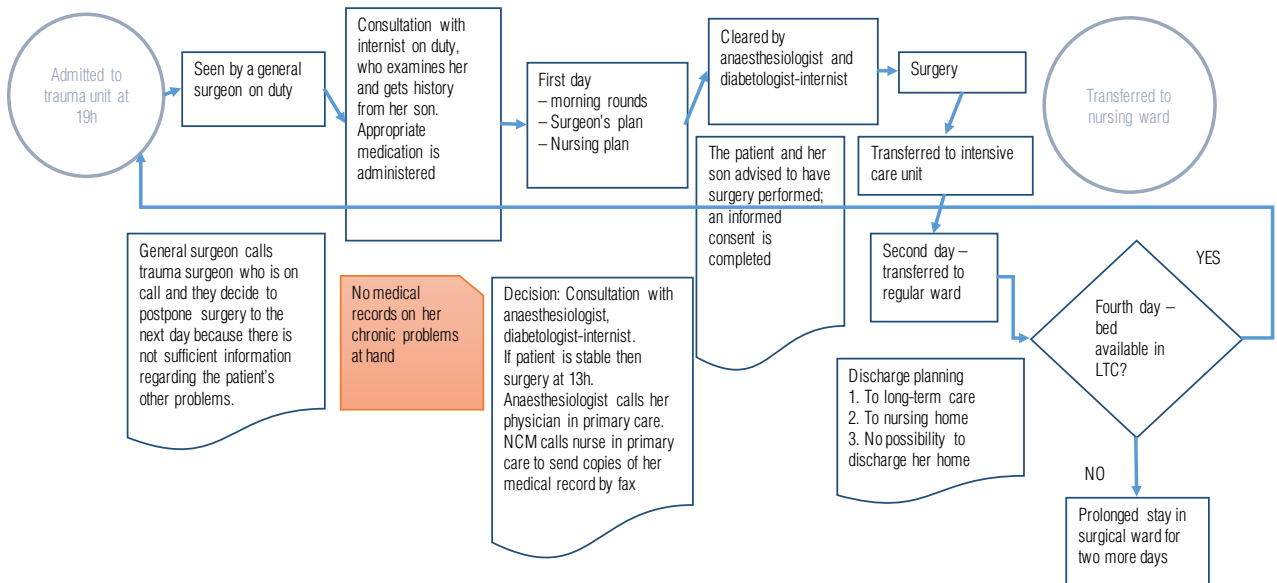 Admitted to
trauma unit at
19h
Seen by a general
surgeon on duty
Consultation with
internist on duty,
who examines her
and gets history
from her son.
Appropriate
medication is
administered
First day
– morning rounds
– Surgeon's plan
– Nursing plan
Cleared by
anaesthesiologist and
diabetologist-internist
Surgery
Transferred to
nursing ward
Transferred to intensive
care unit
The patient and her
son advised to have
surgery performed;
an informed
consent is
completed
Second day –
transferred to
regular ward
YES
Fourth day –
bed
available in
LTC?
General surgeon calls
trauma surgeon who is on
call and they decide to
postpone surgery to the
next day because there is
not sufficient information
regarding the patient's
other problems.
No medical
records on her
chronic problems
at hand
Decision: Consultation with
anaesthesiologist,
diabetologist-internist.
If patient is stable then
surgery at 13h.
Anaesthesiologist calls her
physician in primary care.
NCM calls nurse in primary
care to send copies of her
medical record by fax
Discharge planning
1. To long-term care
2. To nursing home
3. No possibility to
discharge her home
NO
Prolonged stay in
surgical ward for
two more days